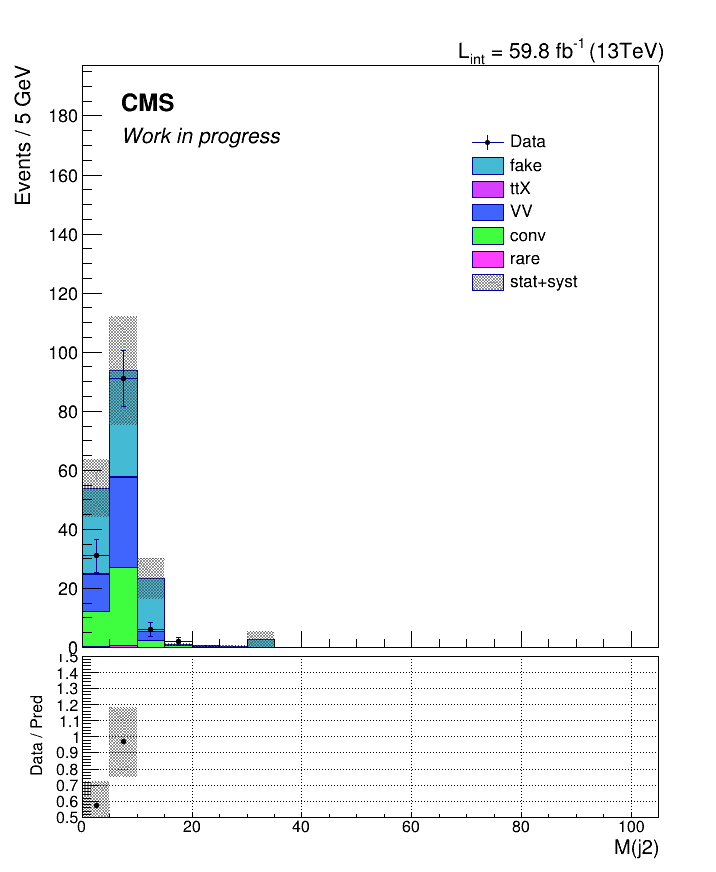 L_int = 59.8 fb^-1 (13TeV)
Events / 5 GeV
CMS
Work in progress
180
160
140
120
100
80
60
40
20
0
Data
fake
ttX
VV
conv
rare
stat+syst
Data / Pred
1.5
1.4
1.3
1.2
1.1
1
0.9
0.8
0.7
0.6
0.5
0 20 40 60 80 100
M(j2)